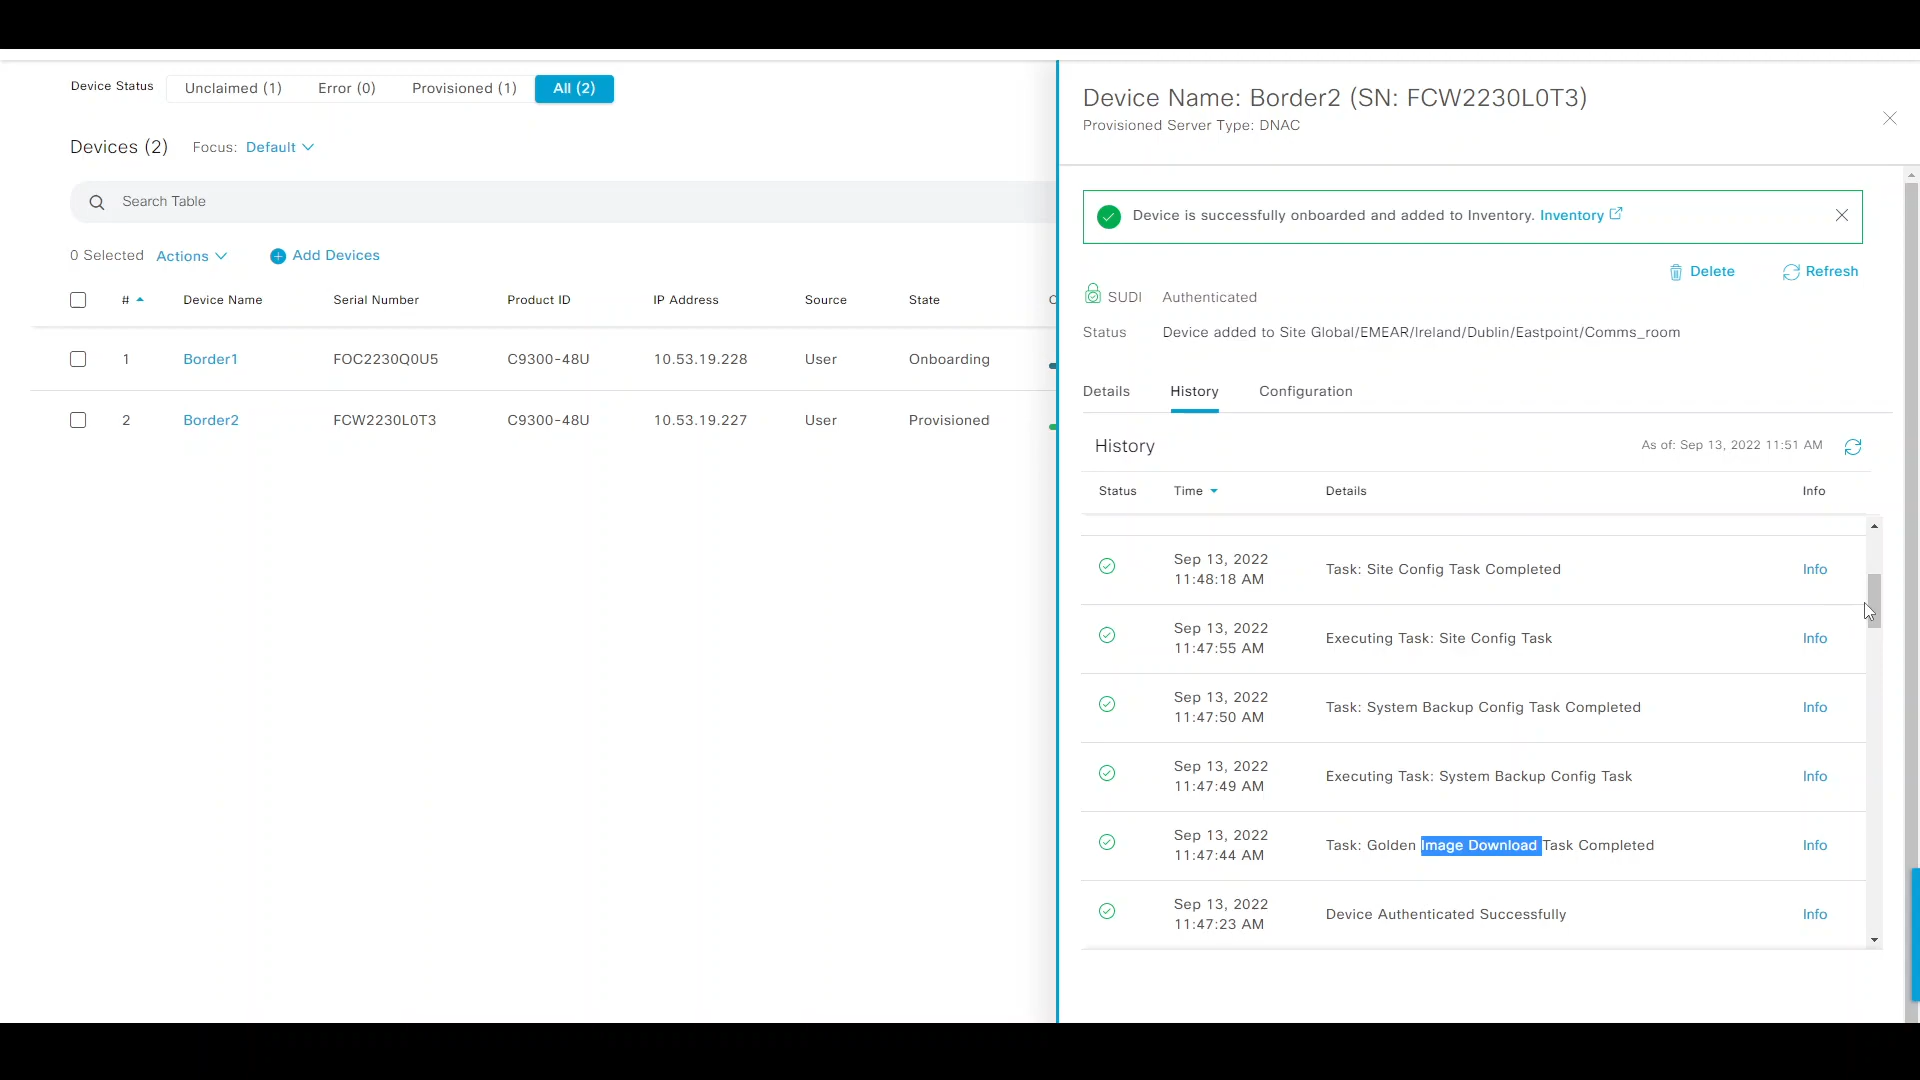 Device Status Unclaimed (1) Error (0) Provisioned (1) All (2)
Devices (2) Focus: Default
Search Table
0 Selected Actions Add Devices
# Device Name Serial Number Product ID IP Address Source State
1 Border1 FOC2230Q0U5 C9300-48U 10.53.19.228 User Onboarding
2 Border2 FCW2230L0T3 C9300-48U 10.53.19.227 User Provisioned
Device Name: Border2 (SN: FCW2230L0T3)
Provisioned Server Type: DNAC
Device is successfully onboarded and added to Inventory. Inventory
Delete Refresh
SUDI Authenticated
Status Device added to Site Global/EMEAR/Ireland/Dublin/Eastpoint/Comms_room
Details History Configuration
History As of: Sep 13, 2022 11:51 AM
Status Time Details Info
Sep 13, 2022
11:48:18 AM Task: Site Config Task Completed Info
Sep 13, 2022
11:47:55 AM Executing Task: Site Config Task Info
Sep 13, 2022
11:47:50 AM Task: System Backup Config Task Completed Info
Sep 13, 2022
11:47:49 AM Executing Task: System Backup Config Task Info
Sep 13, 2022
11:47:44 AM Task: Golden Image Download Task Completed Info
Sep 13, 2022
11:47:23 AM Device Authenticated Successfully Info